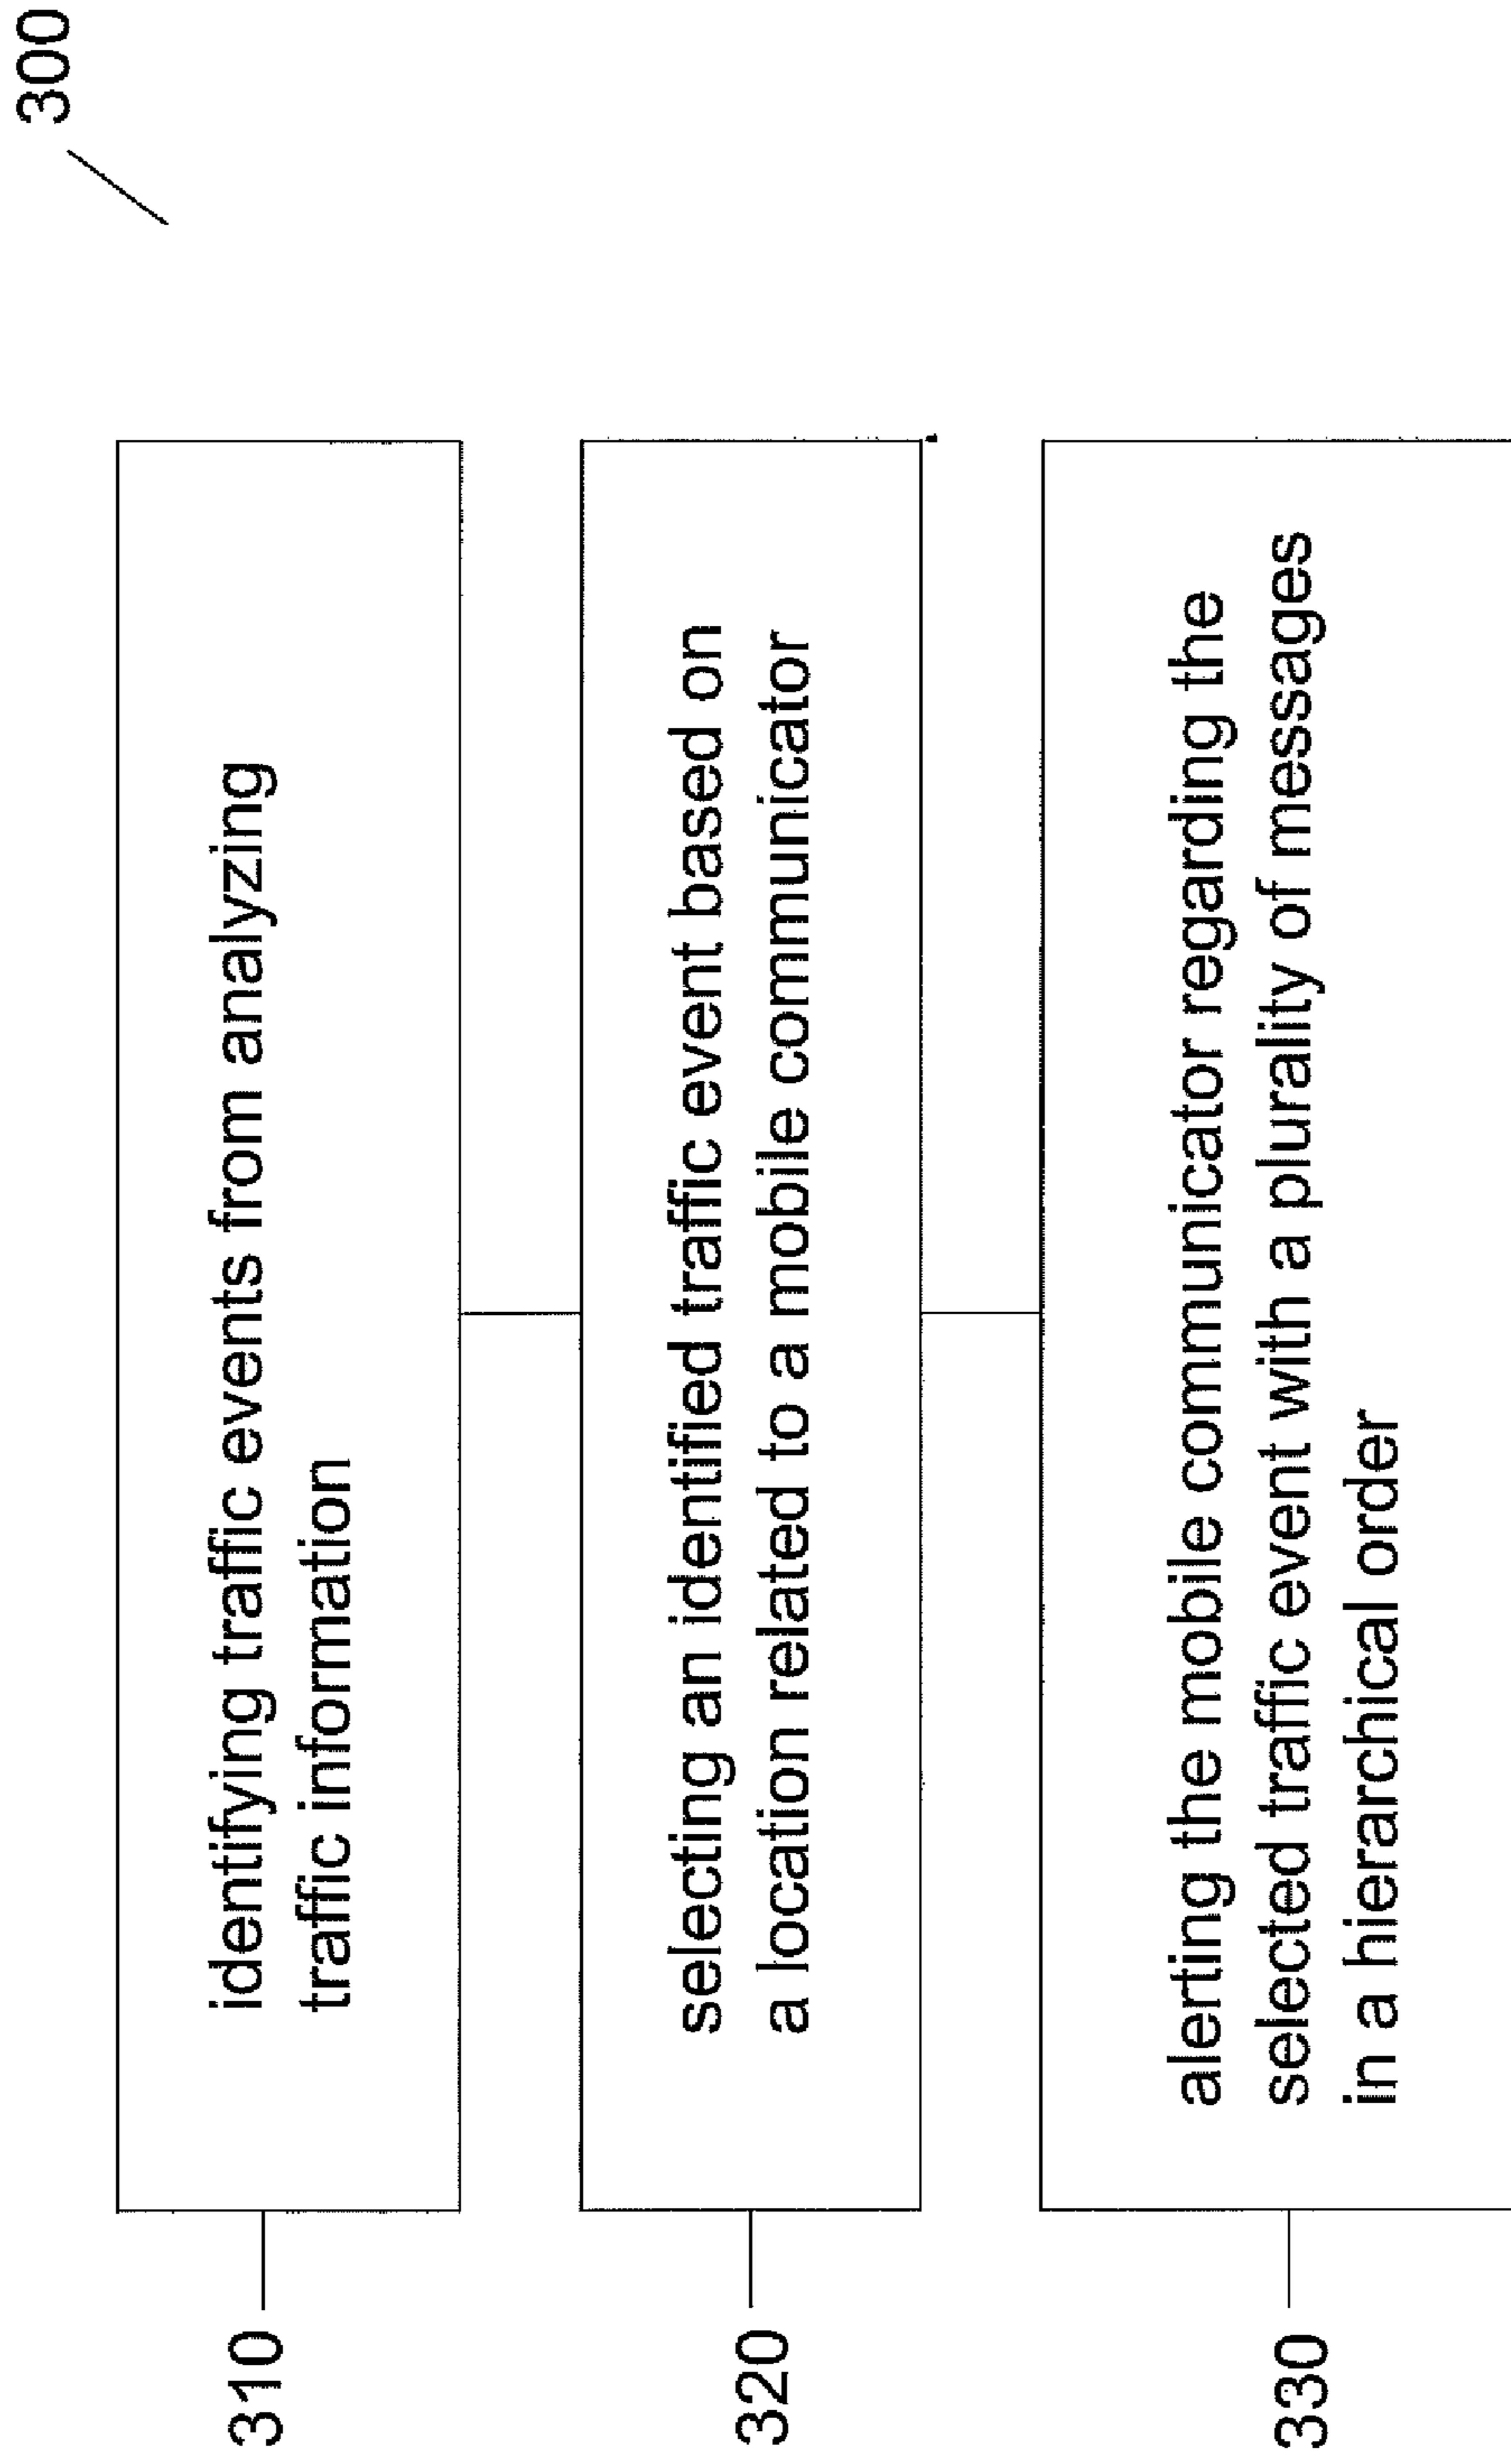 300
310
identifying traffic events from analyzing
traffic information
320
selecting an identified traffic event based on
a location related to a mobile communicator
330
alerting the mobile communicator regarding the
selected traffic event with a plurality of messages
in a hierarchical order